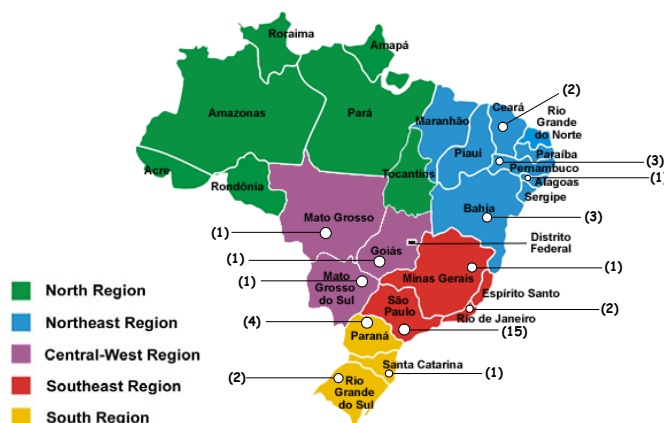 Roraima
Amapá
Amazonas
Pará
Maranhão
Ceará
(2)
Rio
Grande
do Norte
Piauí
Paraíba
(3)
Pernambuco
Acre
Tocantins
Alagoas
(1)
Rondônia
Sergipe
Bahia
(3)
Mato Grosso
(1)
Distrito
Federal
Goiás
(1)
Minas Gerais
(1)
Mato
Grosso
do Sul
(1)
Espírito Santo
São
Paulo
(2)
Rio de Janeiro
(4)
(15)
Paraná
Santa Catarina
(1)
(2)
Rio
Grande
do Sul
North Region
Northeast Region
Central-West Region
Southeast Region
South Region